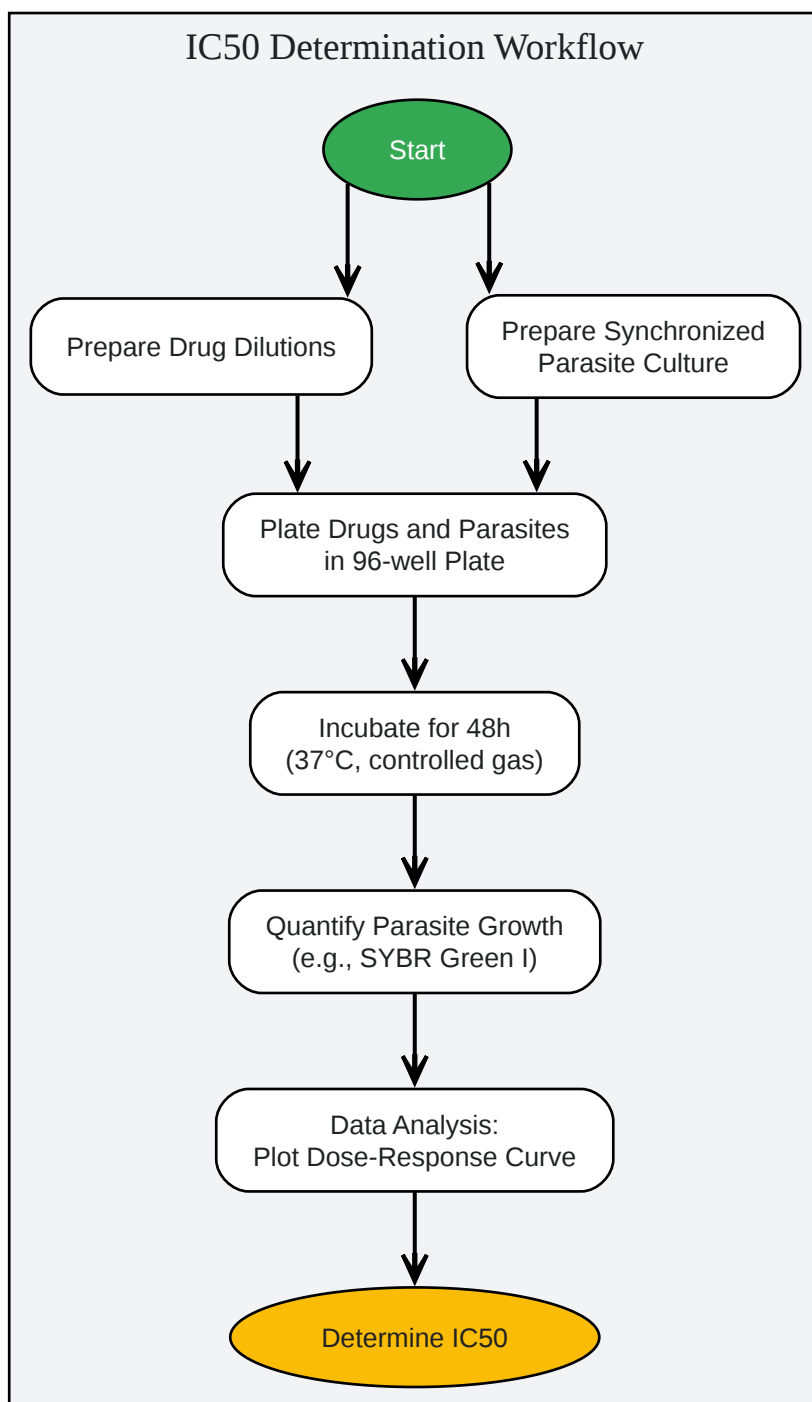 IC50 Determination Workflow
Start
Prepare Drug Dilutions
Prepare Synchronized
Parasite Culture
Plate Drugs and Parasites
in 96-well Plate
Incubate for 48h
(37°C, controlled gas)
Quantify Parasite Growth
(e.g., SYBR Green I)
Data Analysis:
Plot Dose-Response Curve
Determine IC50